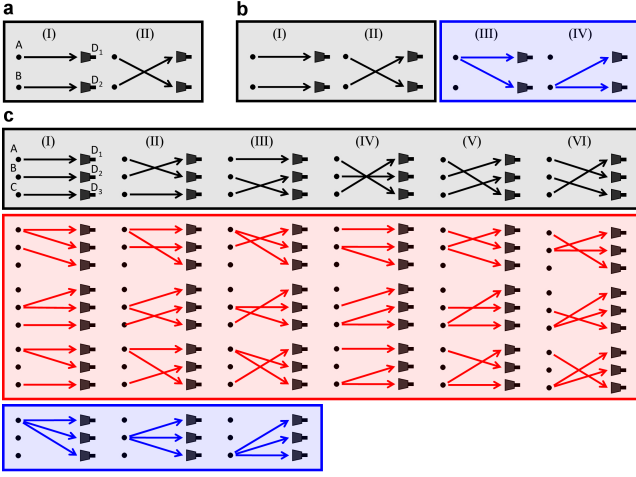 a
b
(I) (II)
A D1
B D2
(I) (II) (III) (IV)
c
(I) (II) (III) (IV) (V) (VI)
A D1
B D2
C D3